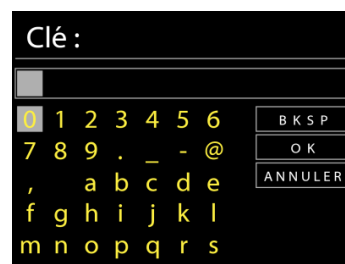 Clé :
0 1 2 3 4 5 6
7 8 9 . _ - @
, a b c d e
f g h i j k l
m n o p q r s
BKSP
OK
ANNULER